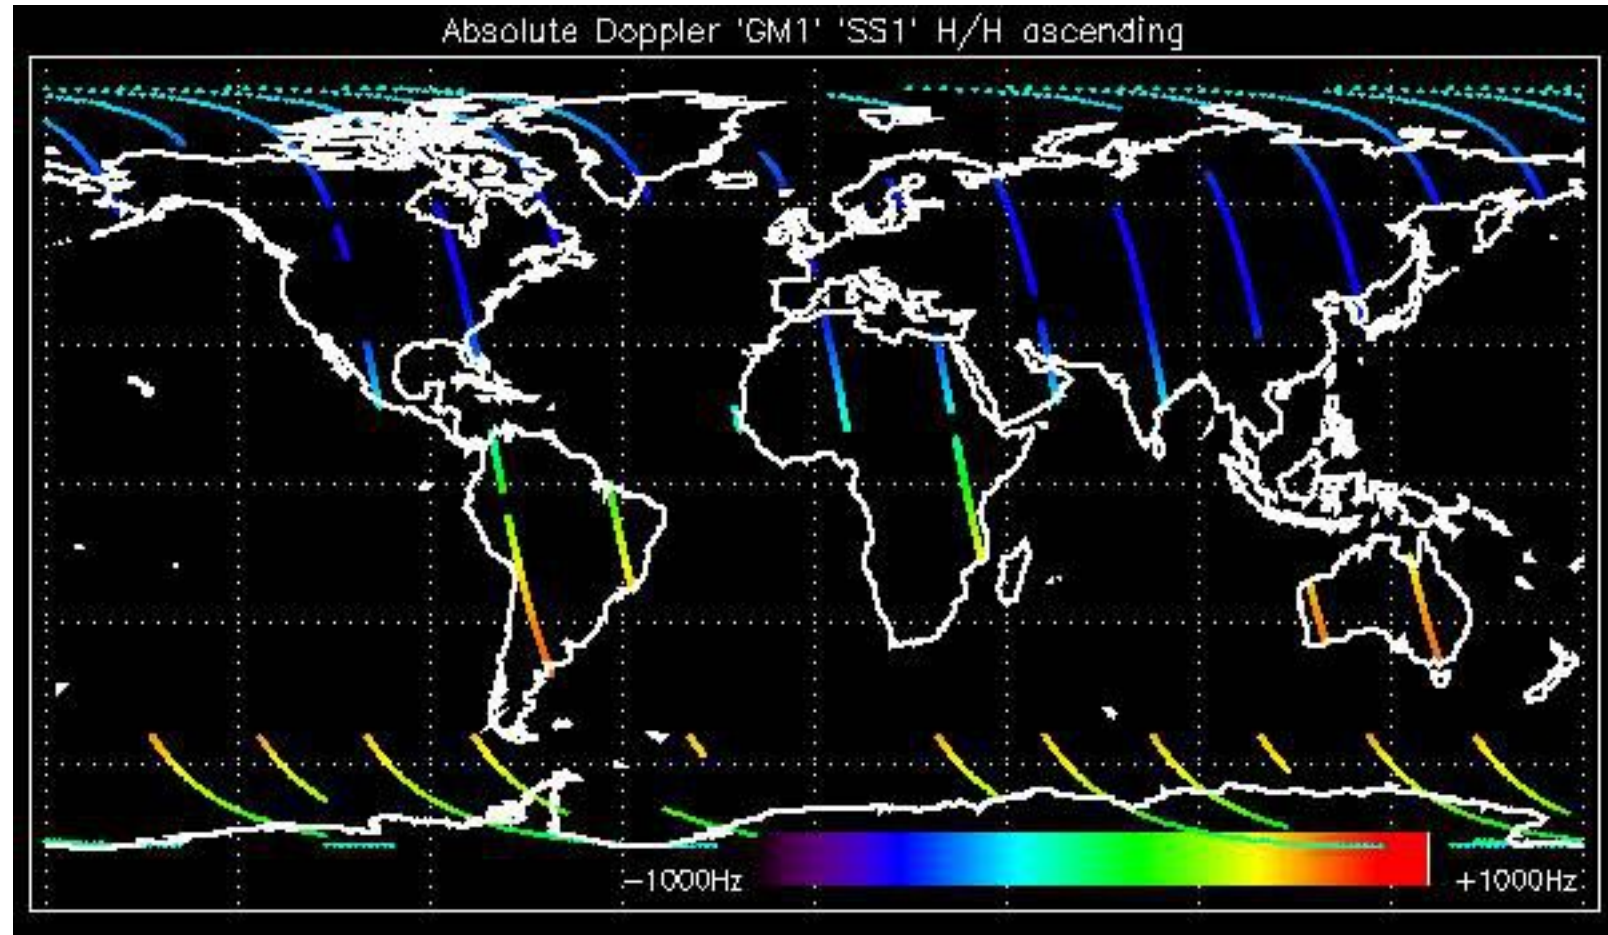 Absolute Doppler 'GM1' 'SS1' H/H ascending
−1000Hz
+1000Hz